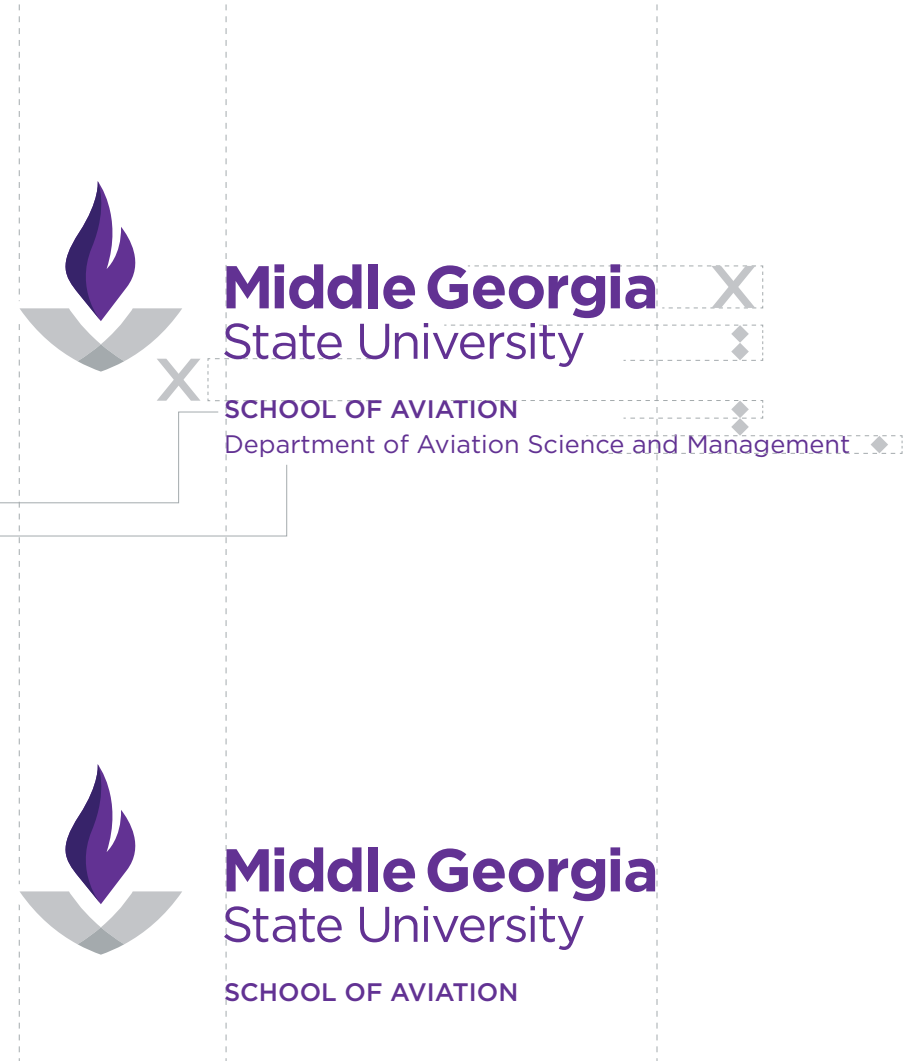 Middle Georgia
X
State University
X
SCHOOL OF AVIATION
Department of Aviation Science and Management
Middle Georgia
State University
SCHOOL OF AVIATION